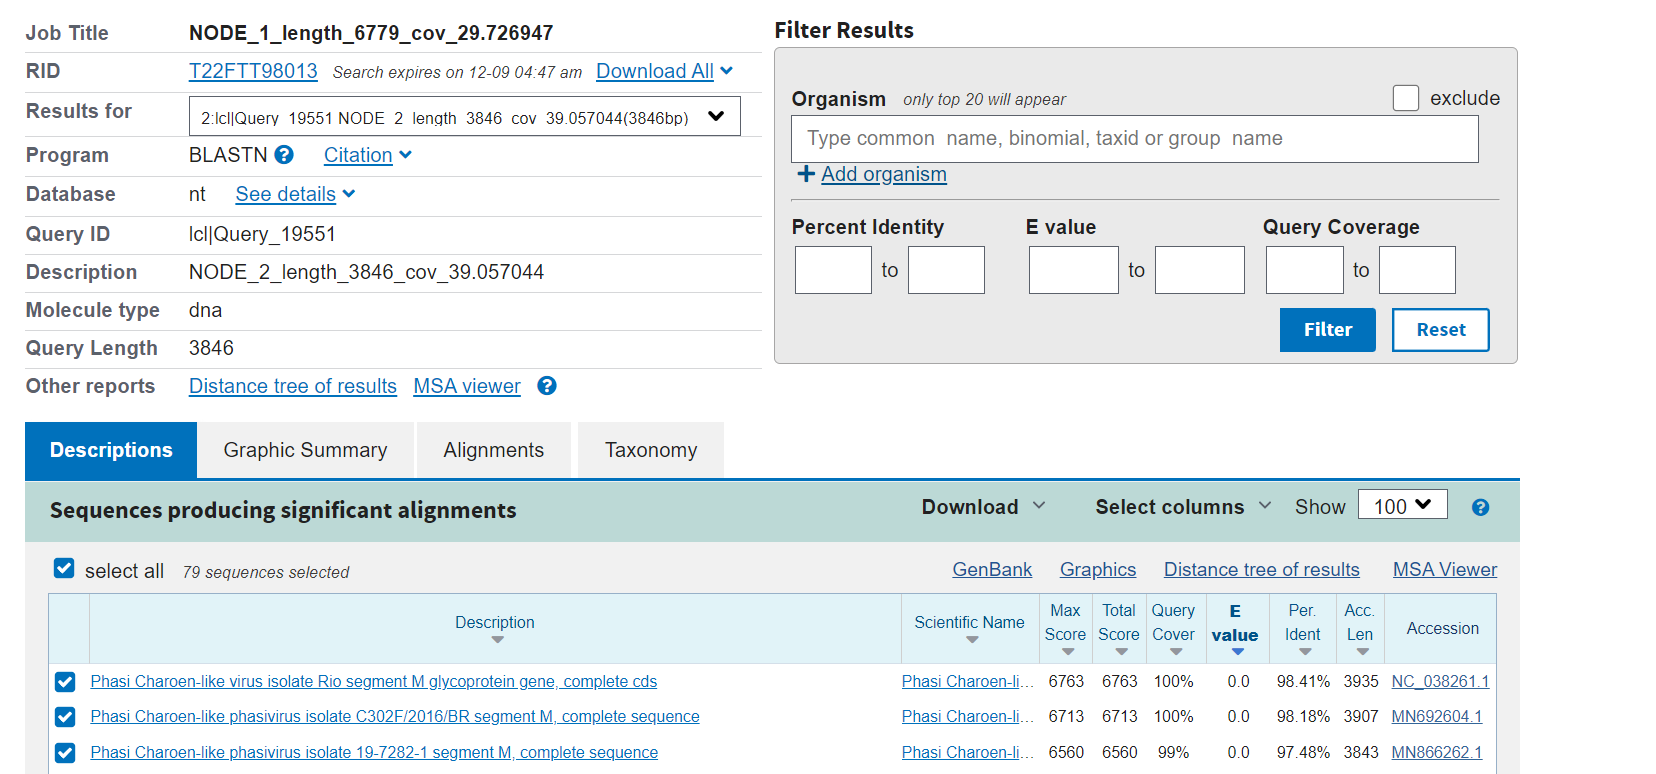 Job Title NODE_1_length_6779_cov_29.726947
RID T22FTT98013 Search expires on 12-09 04:47 am Download All
Results for 2:lcl|Query_19551 NODE_2_length_3846_cov_39.057044(3846bp)
Program BLASTN ? Citation
Database nt See details
Query ID lcl|Query_19551
Description NODE_2_length_3846_cov_39.057044
Molecule type dna
Query Length 3846
Other reports Distance tree of results MSA viewer ?
Filter Results
Organism only top 20 will appear exclude
Type common name, binomial, taxid or group name
+ Add organism
Percent Identity E value Query Coverage
to to to
Filter Reset
Descriptions Graphic Summary Alignments Taxonomy
Sequences producing significant alignments Download Select columns Show 100 ?
select all 79 sequences selected GenBank Graphics Distance tree of results MSA Viewer
Description Scientific Name Max Score Total Score Query Cover E value Per. Ident Acc. Len Accession
Phasi Charoen-like virus isolate Rio segment M glycoprotein gene, complete cds Phasi Charoen-li... 6763 6763 100% 0.0 98.41% 3935 NC_038261.1
Phasi Charoen-like phasivirus isolate C302F/2016/BR segment M, complete sequence Phasi Charoen-li... 6713 6713 100% 0.0 98.18% 3907 MN692604.1
Phasi Charoen-like phasivirus isolate 19-7282-1 segment M, complete sequence Phasi Charoen-li... 6560 6560 99% 0.0 97.48% 3843 MN866262.1